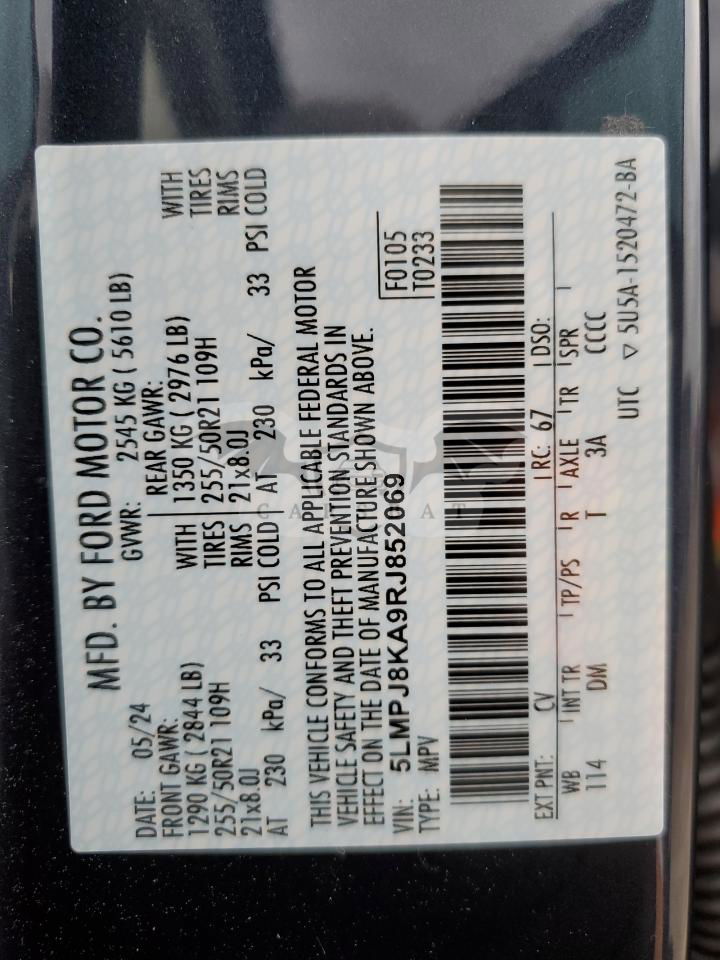 MFD. BY FORD MOTOR CO.
DATE: 05/24 GVWR: 2545 KG ( 5610 LB)
FRONT GAWR: REAR GAWR:
1290 KG ( 2844 LB) WITH 1350 KG ( 2976 LB) WITH
255/50R21 109H TIRES 255/50R21 109H TIRES
21x8.0J RIMS 21x8.0J RIMS
AT 230 kPa/ 33 PSI COLD AT 230 kPa/ 33 PSI COLD
THIS VEHICLE CONFORMS TO ALL APPLICABLE FEDERAL MOTOR
VEHICLE SAFETY AND THEFT PREVENTION STANDARDS IN
EFFECT ON THE DATE OF MANUFACTURE SHOWN ABOVE.
VIN: 5LMPJ8KA9RJ852069 F0105
TYPE: MPV T0233
EXT PNT: CV RC: 67 DSO:
WB INT TR TP/PS R AXLE TR SPR
114 DM T 3A CCCC
UTC ▽ 5U5A-1520472-BA